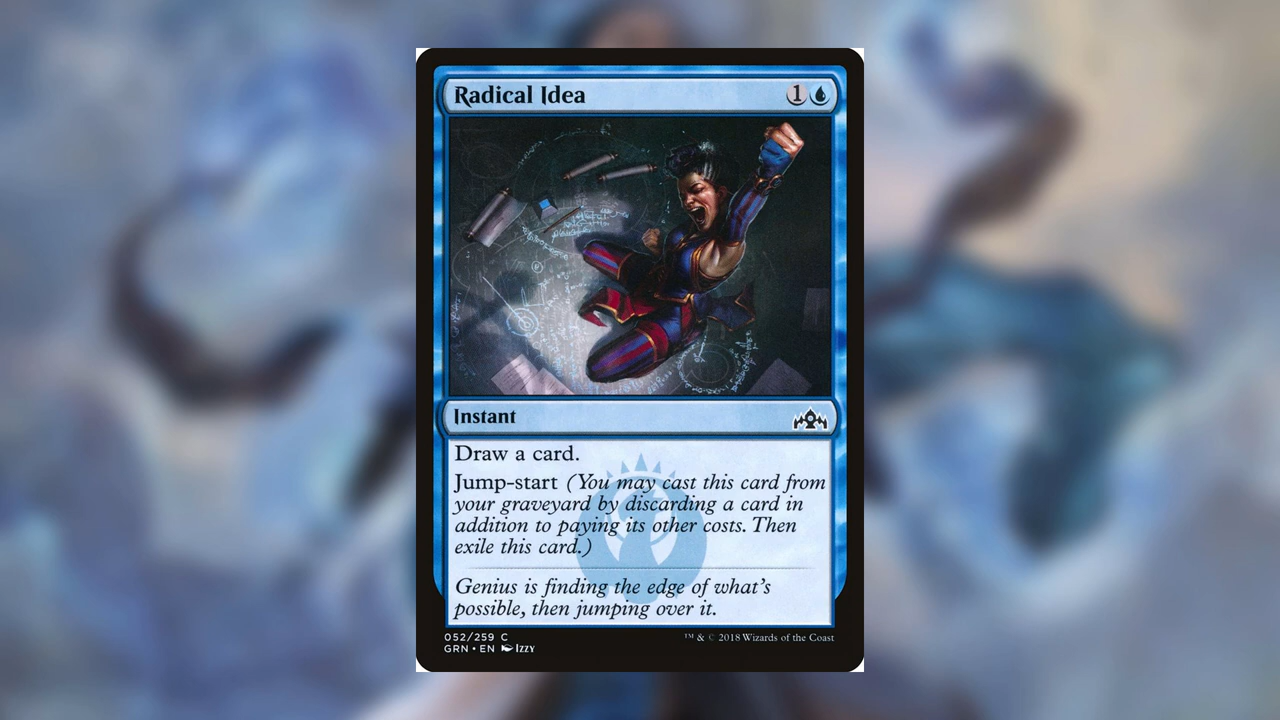 Radical Idea 1
Instant
Draw a card.
Jump-start (You may cast this card from
your graveyard by discarding a card in
addition to paying its other costs. Then
exile this card.)
Genius is finding the edge of what's
possible, then jumping over it.
052/259 C
GRN • EN Izzy
™ & © 2018 Wizards of the Coast